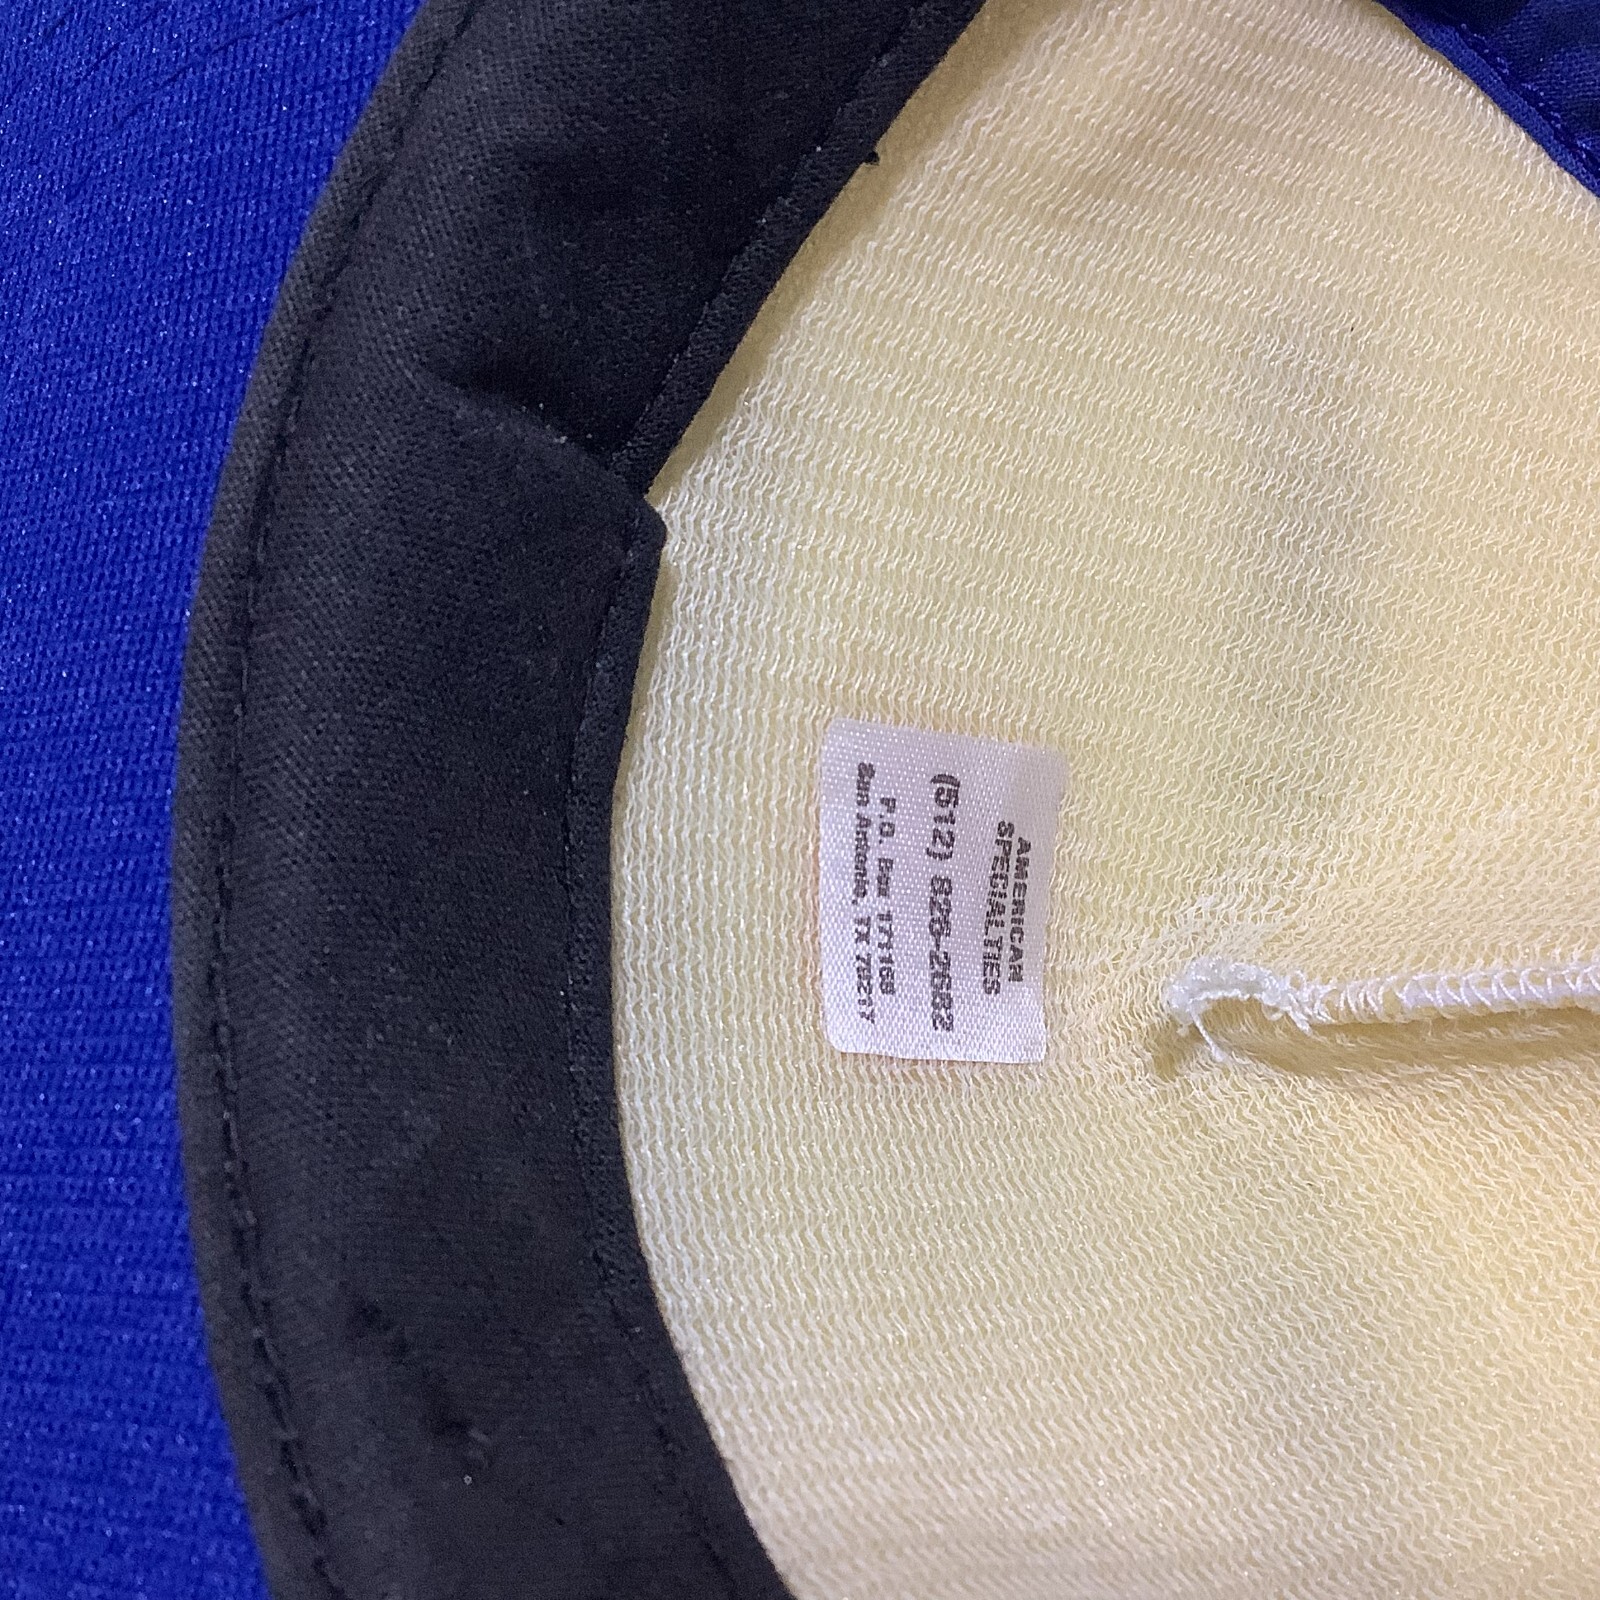 AMERICAN
SPECIALTIES
(512) 826-2682
P.O. Box 171168
San Antonio, TX 78217